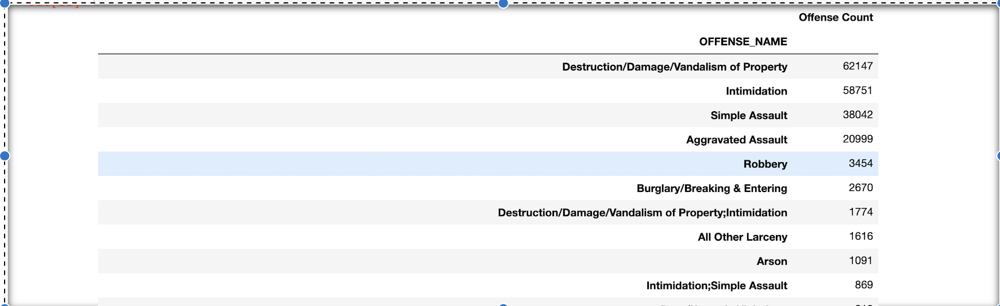 Offense Count
OFFENSE_NAME
Destruction/Damage/Vandalism of Property 62147
Intimidation 58751
Simple Assault 38042
Aggravated Assault 20999
Robbery 3454
Burglary/Breaking & Entering 2670
Destruction/Damage/Vandalism of Property;Intimidation 1774
All Other Larceny 1616
Arson 1091
Intimidation;Simple Assault 869